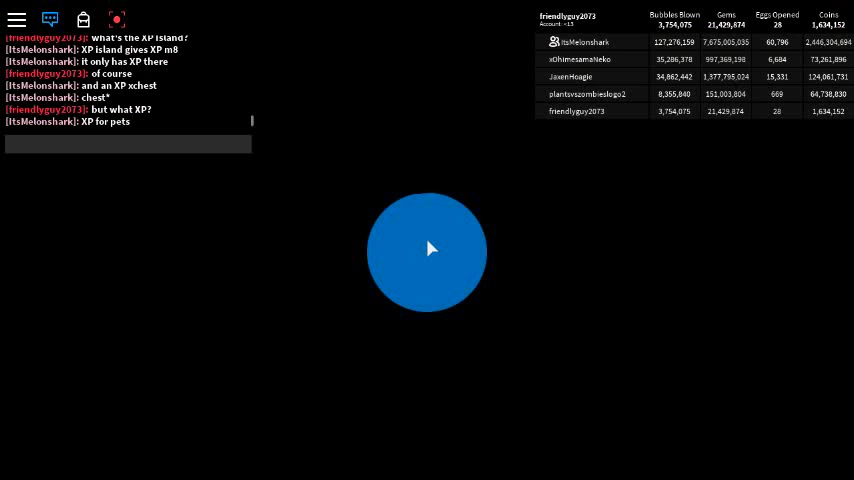 [friendlyguy2073]: what's the XP Island?
[ItsMelonshark]: XP island gives XP m8
[ItsMelonshark]: it only has XP there
[friendlyguy2073]: of course
[ItsMelonshark]: and an XP xchest
[ItsMelonshark]: chest*
[friendlyguy2073]: but what XP?
[ItsMelonshark]: XP for pets
friendlyguy2073 Bubbles Blown Gems Eggs Opened Coins
Account: <13 3,754,075 21,429,874 28 1,634,152
ItsMelonshark 127,276,159 7,675,005,035 60,796 2,446,304,694
xOhimesamaNeko 35,286,378 997,369,198 6,684 73,261,896
JaxenHoagie 34,862,442 1,377,795,024 15,331 124,061,731
plantsvszombieslogo2 8,355,840 151,003,804 669 64,738,830
friendlyguy2073 3,754,075 21,429,874 28 1,634,152